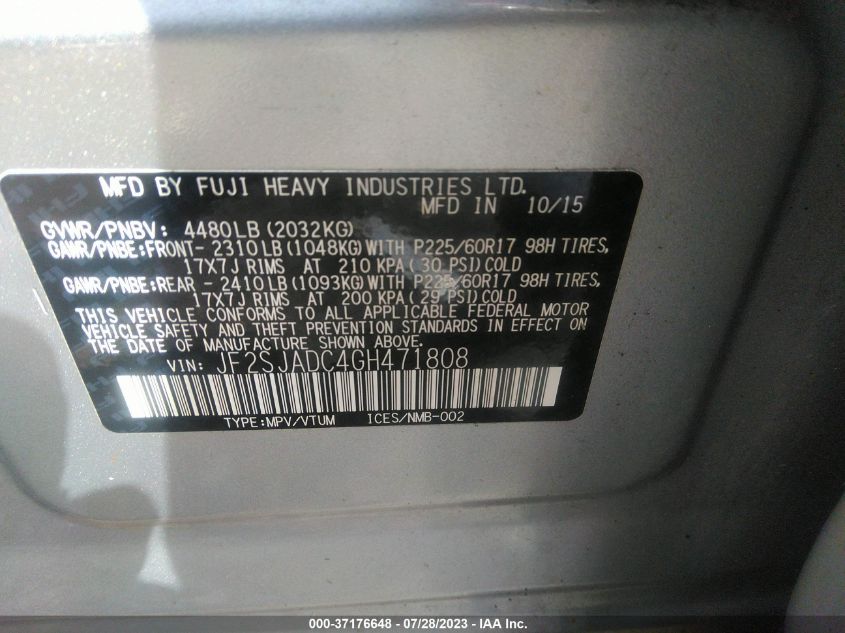 MFD BY FUJI HEAVY INDUSTRIES LTD.
MFD IN 10/15
GVWR/PNBV: 4480LB(2032KG)
GAWR/PNBE:FRONT- 2310LB(1048KG)WITH P225/60R17 98H TIRES,
17X7J RIMS AT 210 KPA(30 PSI)COLD
GAWR/PNBE:REAR - 2410LB(1093KG)WITH P225/60R17 98H TIRES,
17X7J RIMS AT 200 KPA(29 PSI)COLD
THIS VEHICLE CONFORMS TO ALL APPLICABLE FEDERAL MOTOR
VEHICLE SAFETY AND THEFT PREVENTION STANDARDS IN EFFECT ON
THE DATE OF MANUFACTURE SHOWN ABOVE.
VIN: JF2SJADC4GH471808
TYPE:MPV/VTUM ICES/NMB-002
000-37176648 - 07/28/2023 - IAA Inc.